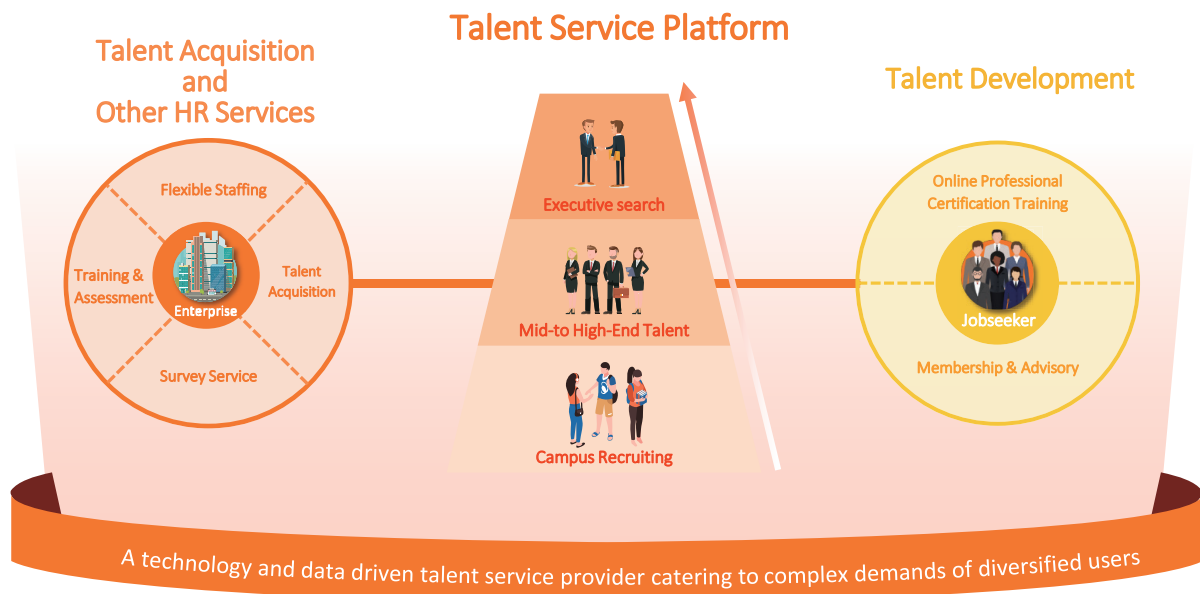 Talent Service Platform
Talent Acquisition
and
Other HR Services
Flexible Staffing
Training &
Assessment
Talent
Acquisition
Enterprise
Survey Service
Executive search
Mid-to High-End Talent
Campus Recruiting
Talent Development
Online Professional
Certification Training
Jobseeker
Membership & Advisory
A technology and data driven talent service provider catering to complex demands of diversified users